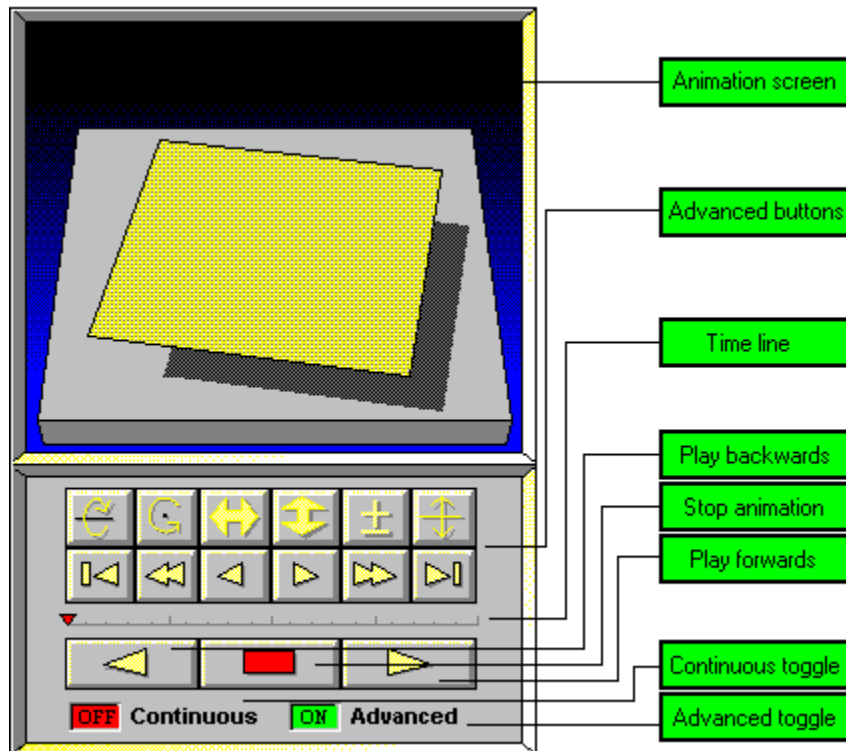 Animation screen
Advanced buttons
Time line
Play backwards
Stop animation
Play forwards
Continuous toggle
OFF Continuous ON Advanced
Advanced toggle